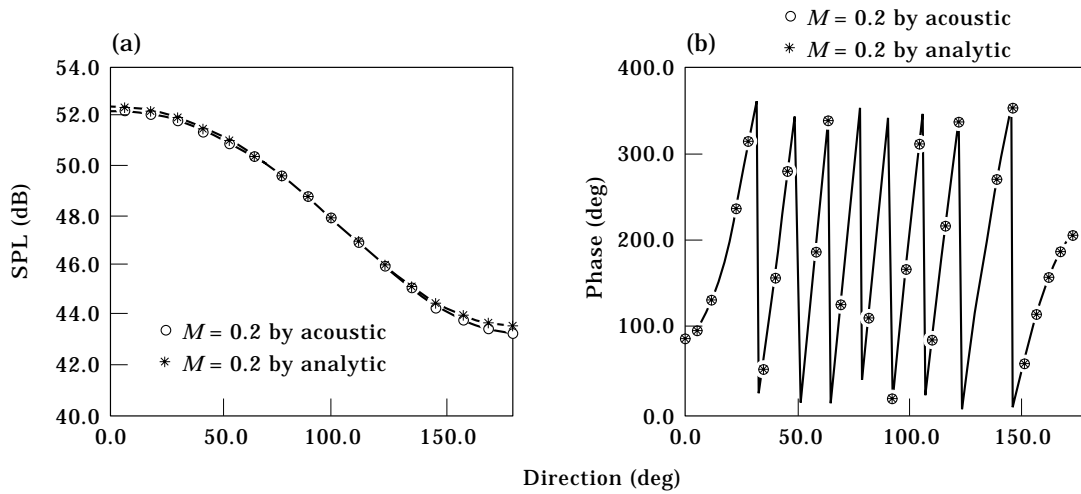 (a)
54.0
52.0
50.0
48.0
46.0
44.0
42.0
40.0
SPL (dB)
M = 0.2 by acoustic
M = 0.2 by analytic
0.0 50.0 100.0 150.0
M = 0.2 by acoustic
M = 0.2 by analytic
(b)
400.0
300.0
200.0
100.0
0.0
Phase (deg)
0.0 50.0 100.0 150.0
Direction (deg)